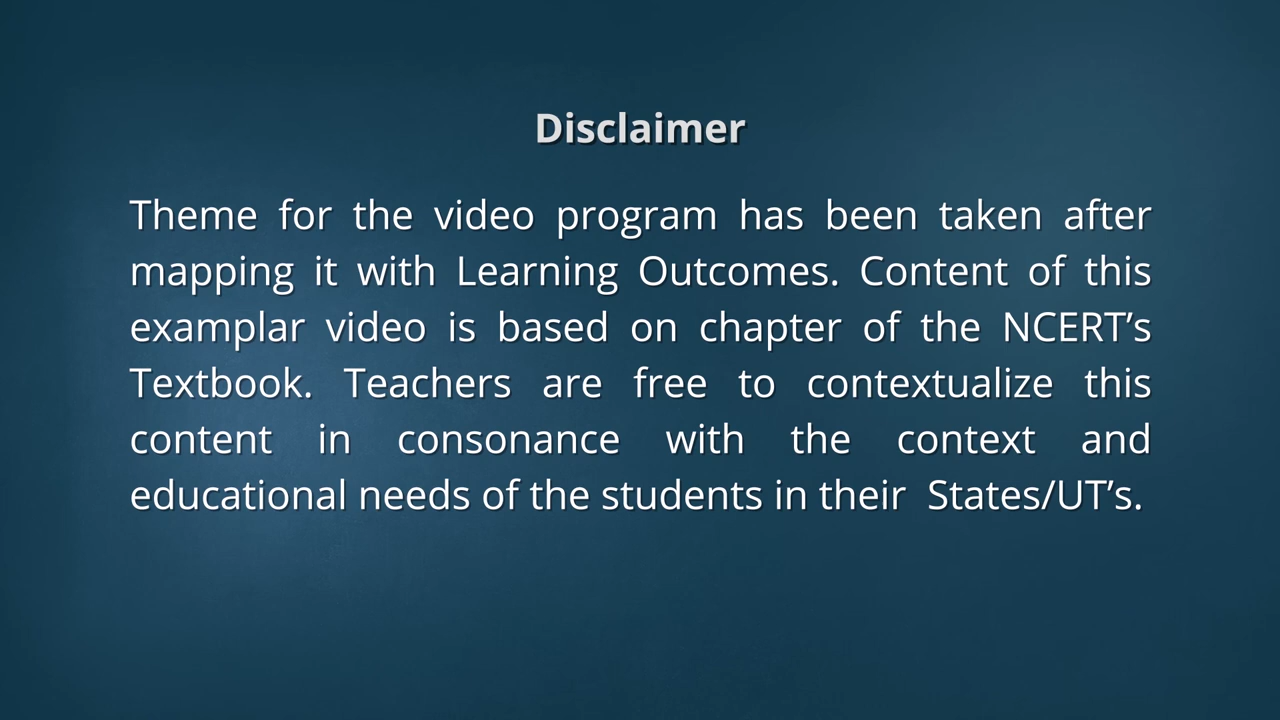 Disclaimer
Theme for the video program has been taken after
mapping it with Learning Outcomes. Content of this
examplar video is based on chapter of the NCERT’s
Textbook. Teachers are free to contextualize this
content in consonance with the context and
educational needs of the students in their  States/UT’s.